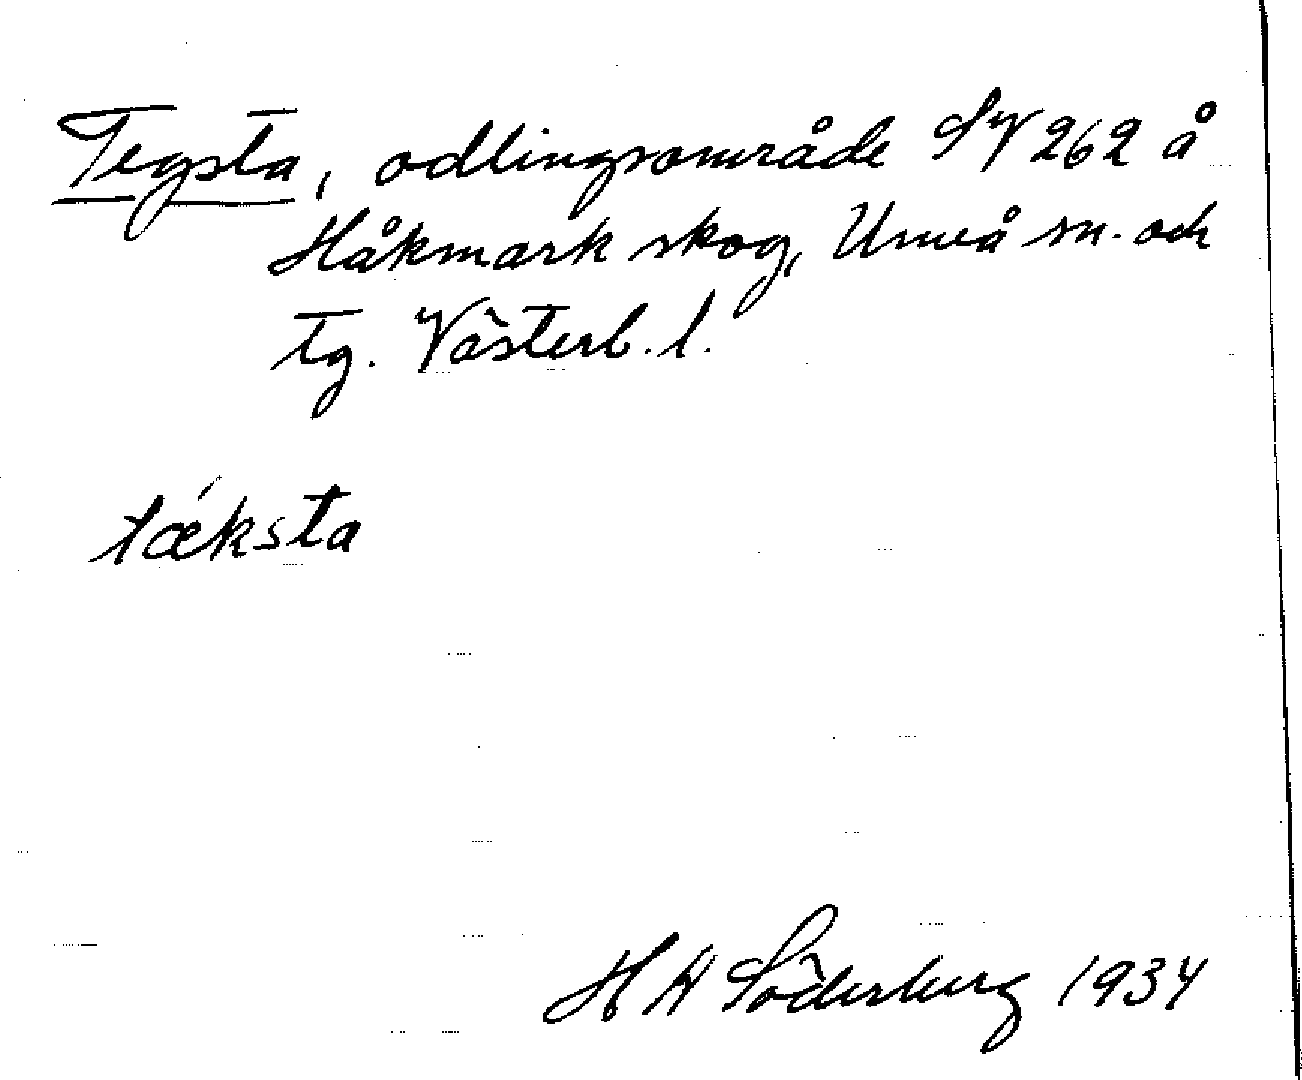 Tegsta, odlingsområde SV 262 å
Håkmark skog, Umeå sn. och
tg. Västerb. l.
tǽksta
H A Söderberg 1934